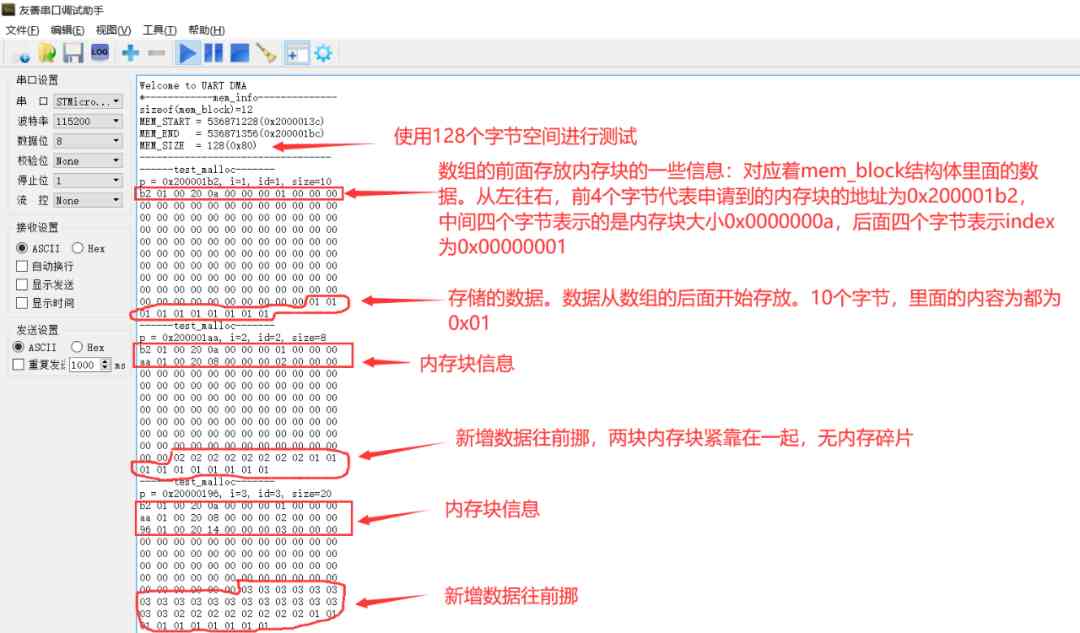 友善串口调试助手
文件(F) 编辑(E) 视图(V) 工具(T) 帮助(H)
LOG
串口设置
串 口 STMicro...
波特率 115200
数据位 8
校验位 None
停止位 1
流 控 None
接收设置
ASCII Hex
自动换行
显示发送
显示时间
发送设置
ASCII Hex
重复发送 1000 ms
Welcome to UART DMA
*------------mem_info--------------
sizeof(mem_block)=12
MEM_START = 536871228(0x2000013c)
MEM_END = 536871356(0x200001bc)
MEM_SIZE = 128(0x80)
----------------------------------
------test_malloc-------
p = 0x200001b2, i=1, id=1, size=10
b2 01 00 20 0a 00 00 00 01 00 00 00
00 00 00 00 00 00 00 00 00 00 00 00
00 00 00 00 00 00 00 00 00 00 00 00
00 00 00 00 00 00 00 00 00 00 00 00
00 00 00 00 00 00 00 00 00 00 00 00
00 00 00 00 00 00 00 00 00 00 00 00
00 00 00 00 00 00 00 00 00 00 00 00
00 00 00 00 00 00 00 00 00 00 00 00
00 00 00 00 00 00 00 00 00 00 00 00
00 00 00 00 00 00 00 00 00 00 01 01
01 01 01 01 01 01 01 01
------test_malloc-------
p = 0x200001aa, i=2, id=2, size=8
b2 01 00 20 0a 00 00 00 01 00 00 00
aa 01 00 20 08 00 00 00 02 00 00 00
00 00 00 00 00 00 00 00 00 00 00 00
00 00 00 00 00 00 00 00 00 00 00 00
00 00 00 00 00 00 00 00 00 00 00 00
00 00 00 00 00 00 00 00 00 00 00 00
00 00 00 00 00 00 00 00 00 00 00 00
00 00 00 00 00 00 00 00 00 00 00 00
00 00 00 00 00 00 00 00 00 00 00 00
00 00 02 02 02 02 02 02 02 02 01 01
01 01 01 01 01 01 01 01
------test_malloc-------
p = 0x20000196, i=3, id=3, size=20
b2 01 00 20 0a 00 00 00 01 00 00 00
aa 01 00 20 08 00 00 00 02 00 00 00
96 01 00 20 14 00 00 00 03 00 00 00
00 00 00 00 00 00 00 00 00 00 00 00
00 00 00 00 00 00 00 00 00 00 00 00
00 00 00 00 00 00 00 00 00 00 00 00
00 00 00 00 00 00 00 00 00 00 00 00
00 00 00 00 00 00 03 03 03 03 03 03
03 03 03 03 03 03 03 03 03 03 03 03
03 03 02 02 02 02 02 02 02 02 01 01
01 01 01 01 01 01 01 01
使用128个字节空间进行测试
数组的前面存放内存块的一些信息：对应着mem_block结构体里面的数
据。从左往右，前4个字节代表申请到的内存块的地址为0x200001b2，
中间四个字节表示的是内存块大小0x0000000a，后面四个字节表示index
为0x00000001
存储的数据。数据从数组的后面开始存放。10个字节，里面的内容为都为
0x01
内存块信息
新增数据往前挪，两块内存块紧靠在一起，无内存碎片
内存块信息
新增数据往前挪